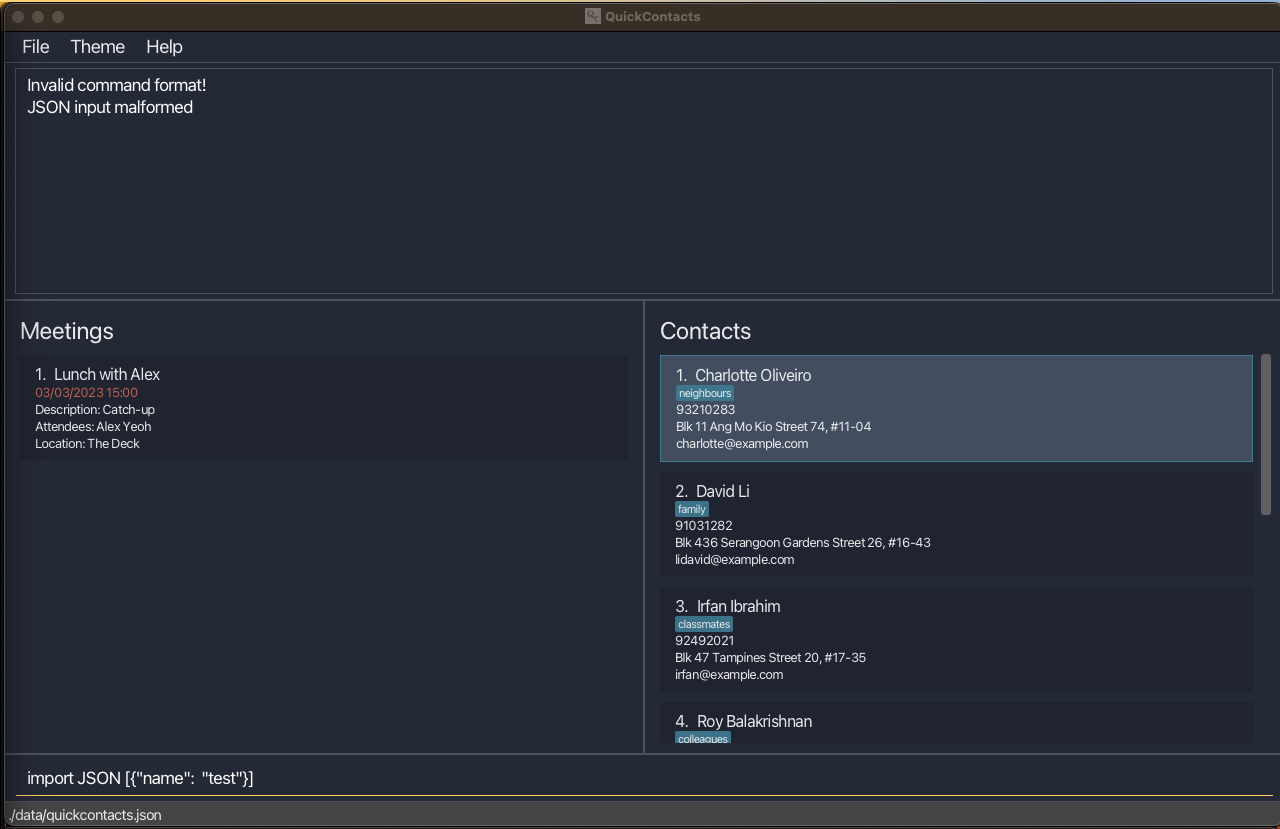 QuickContacts
File Theme Help
Invalid command format!
JSON input malformed
Meetings
1. Lunch with Alex
03/03/2023 15:00
Description: Catch-up
Attendees: Alex Yeoh
Location: The Deck
Contacts
1. Charlotte Oliveiro
neighbours
93210283
Blk 11 Ang Mo Kio Street 74, #11-04
charlotte@example.com
2. David Li
family
91031282
Blk 436 Serangoon Gardens Street 26, #16-43
lidavid@example.com
3. Irfan Ibrahim
classmates
92492021
Blk 47 Tampines Street 20, #17-35
irfan@example.com
4. Roy Balakrishnan
colleagues
import JSON [{"name": "test"}]
./data/quickcontacts.json